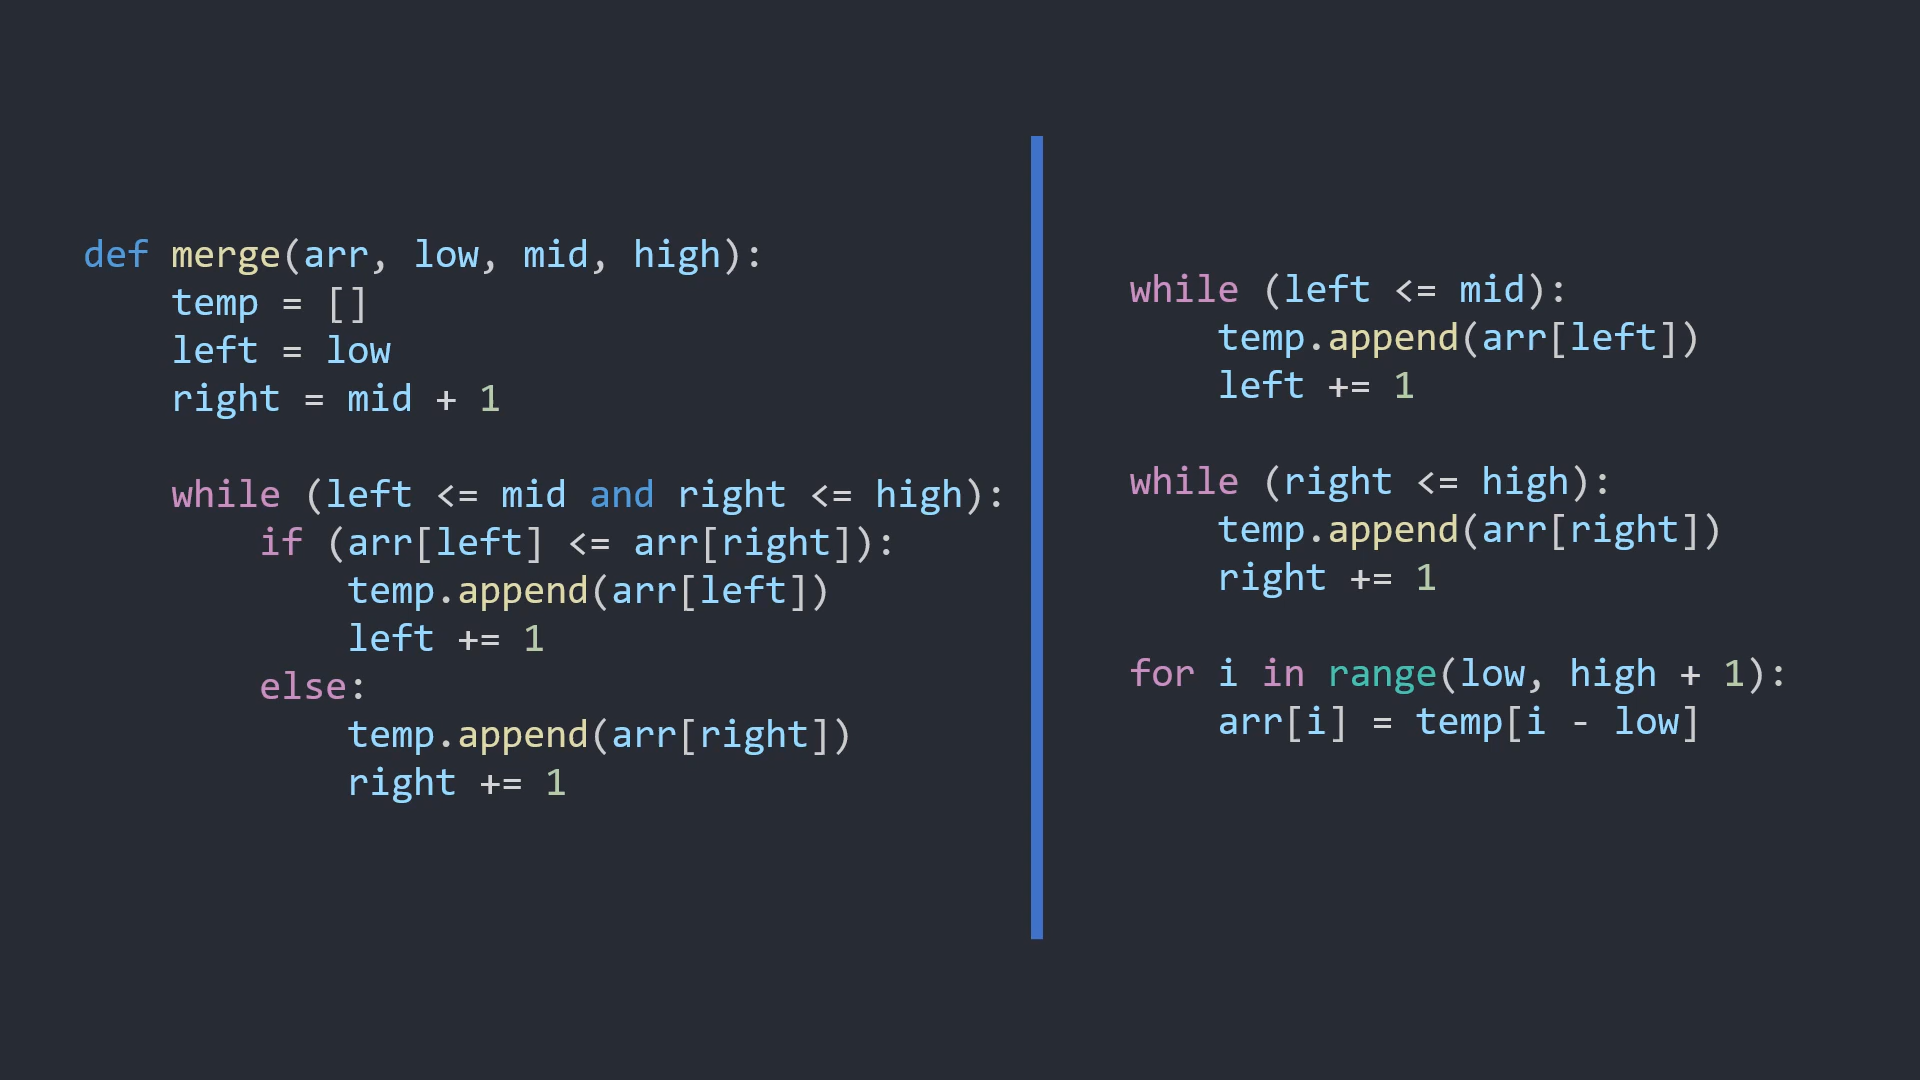 def merge(arr, low, mid, high):
    temp = []
    left = low
    right = mid + 1

    while (left <= mid and right <= high):
        if (arr[left] <= arr[right]):
            temp.append(arr[left])
            left += 1
        else:
            temp.append(arr[right])
            right += 1

while (left <= mid):
    temp.append(arr[left])
    left += 1

while (right <= high):
    temp.append(arr[right])
    right += 1

for i in range(low, high + 1):
    arr[i] = temp[i - low]